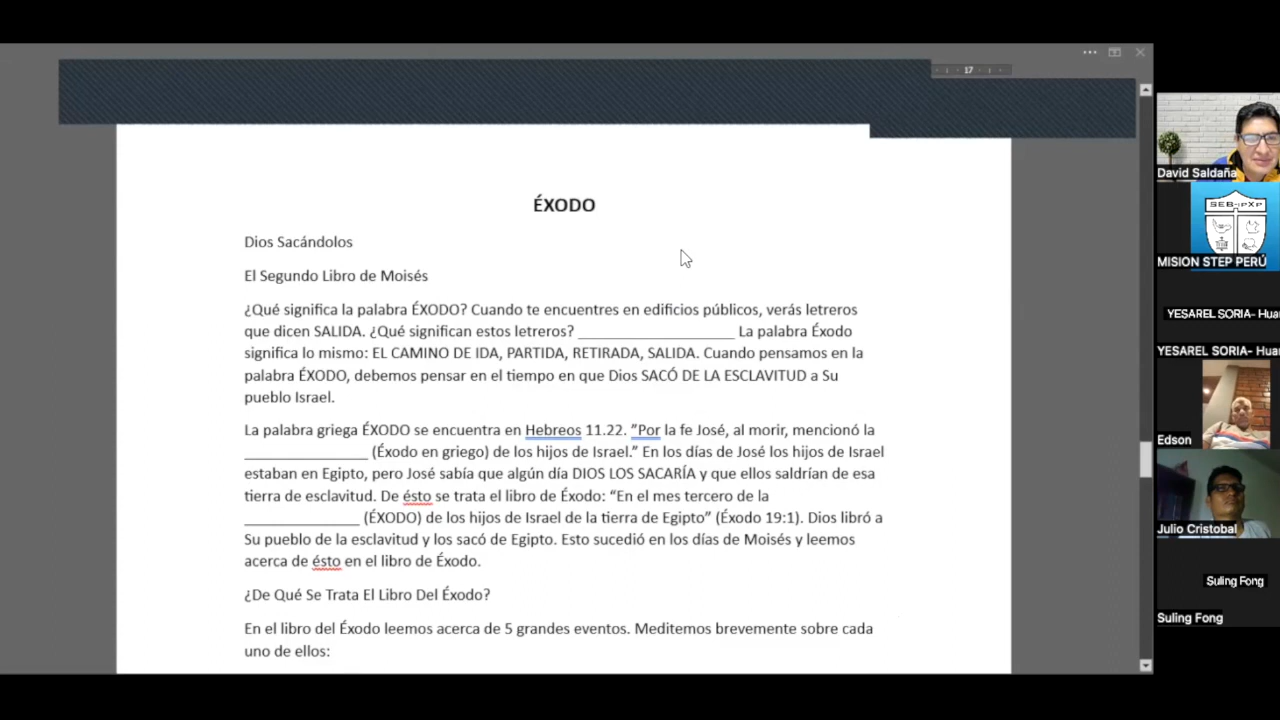 17
ÉXODO
Dios Sacándolos
El Segundo Libro de Moisés
¿Qué significa la palabra ÉXODO? Cuando te encuentres en edificios públicos, verás letreros
que dicen SALIDA. ¿Qué significan estos letreros? __________________ La palabra Éxodo
significa lo mismo: EL CAMINO DE IDA, PARTIDA, RETIRADA, SALIDA. Cuando pensamos en la
palabra ÉXODO, debemos pensar en el tiempo en que Dios SACÓ DE LA ESCLAVITUD a Su
pueblo Israel.
La palabra griega ÉXODO se encuentra en Hebreos 11.22. "Por la fe José, al morir, mencionó la
______________ (Éxodo en griego) de los hijos de Israel." En los días de José los hijos de Israel
estaban en Egipto, pero José sabía que algún día DIOS LOS SACARÍA y que ellos saldrían de esa
tierra de esclavitud. De ésto se trata el libro de Éxodo: "En el mes tercero de la
_____________ (ÉXODO) de los hijos de Israel de la tierra de Egipto" (Éxodo 19:1). Dios libró a
Su pueblo de la esclavitud y los sacó de Egipto. Esto sucedió en los días de Moisés y leemos
acerca de ésto en el libro de Éxodo.
¿De Qué Se Trata El Libro Del Éxodo?
En el libro del Éxodo leemos acerca de 5 grandes eventos. Meditemos brevemente sobre cada
uno de ellos:
David Saldaña
SEB-IPXP
MISION STEP PERÚ
YESAREL SORIA- Huan
YESAREL SORIA- Huan
Edson
Julio Cristobal
Suling Fong
Suling Fong